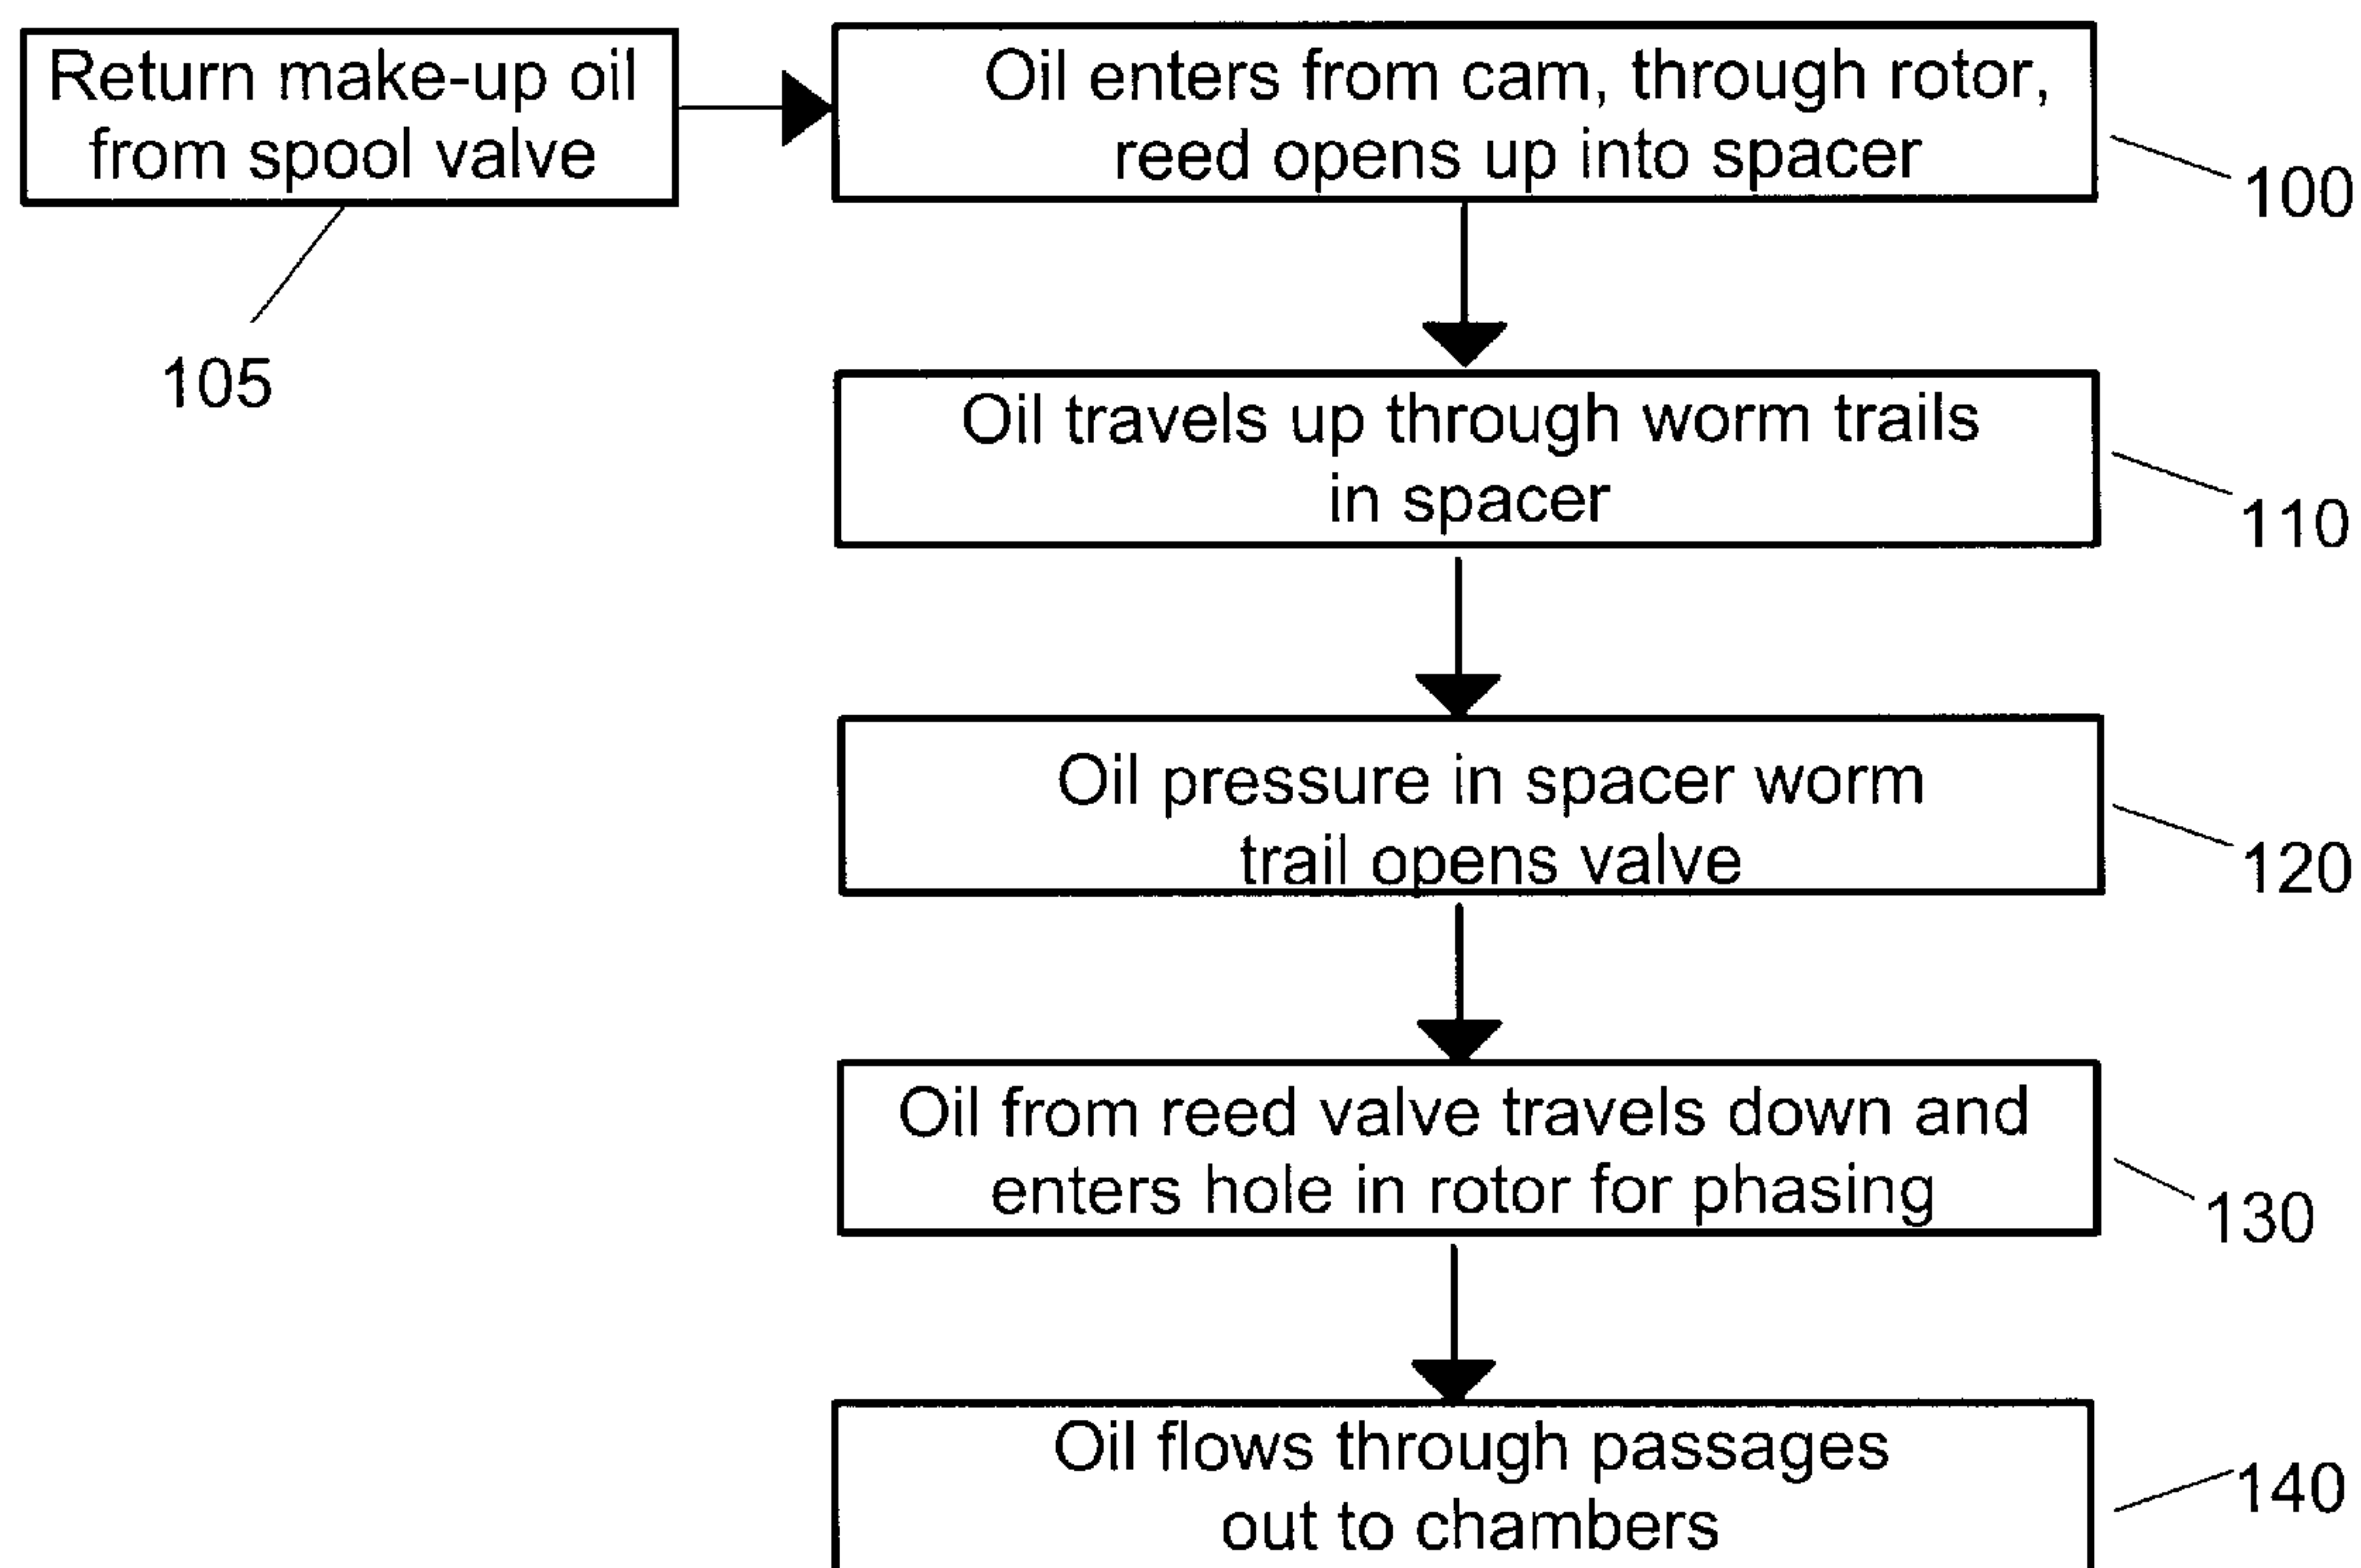 Return make-up oil
from spool valve
105
Oil enters from cam, through rotor,
reed opens up into spacer
100
Oil travels up through worm trails
in spacer
110
Oil pressure in spacer worm
trail opens valve
120
Oil from reed valve travels down and
enters hole in rotor for phasing
130
Oil flows through passages
out to chambers
140